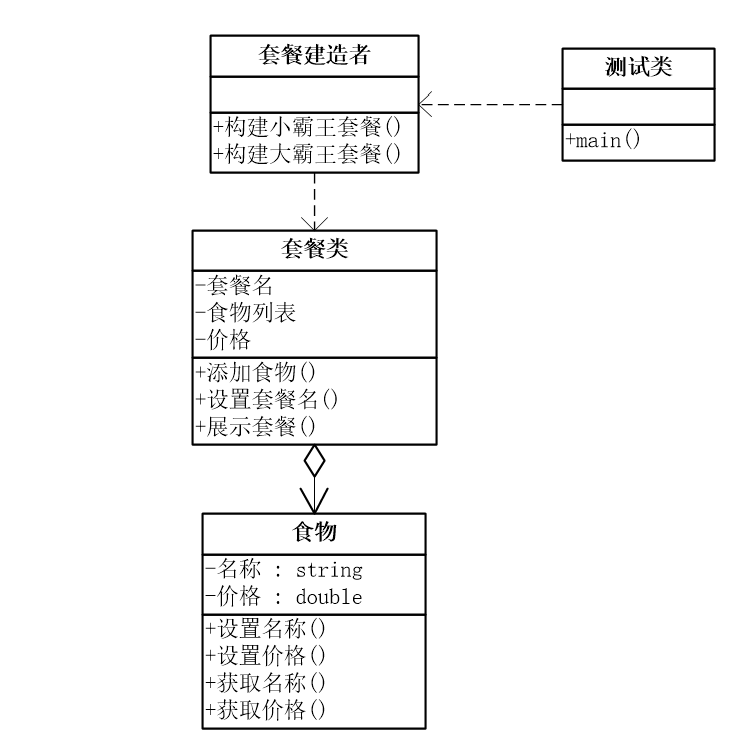 套餐建造者
+构建小霸王套餐()
+构建大霸王套餐()
测试类
+main()
套餐类
-套餐名
-食物列表
-价格
+添加食物()
+设置套餐名()
+展示套餐()
食物
-名称 : string
-价格 : double
+设置名称()
+设置价格()
+获取名称()
+获取价格()